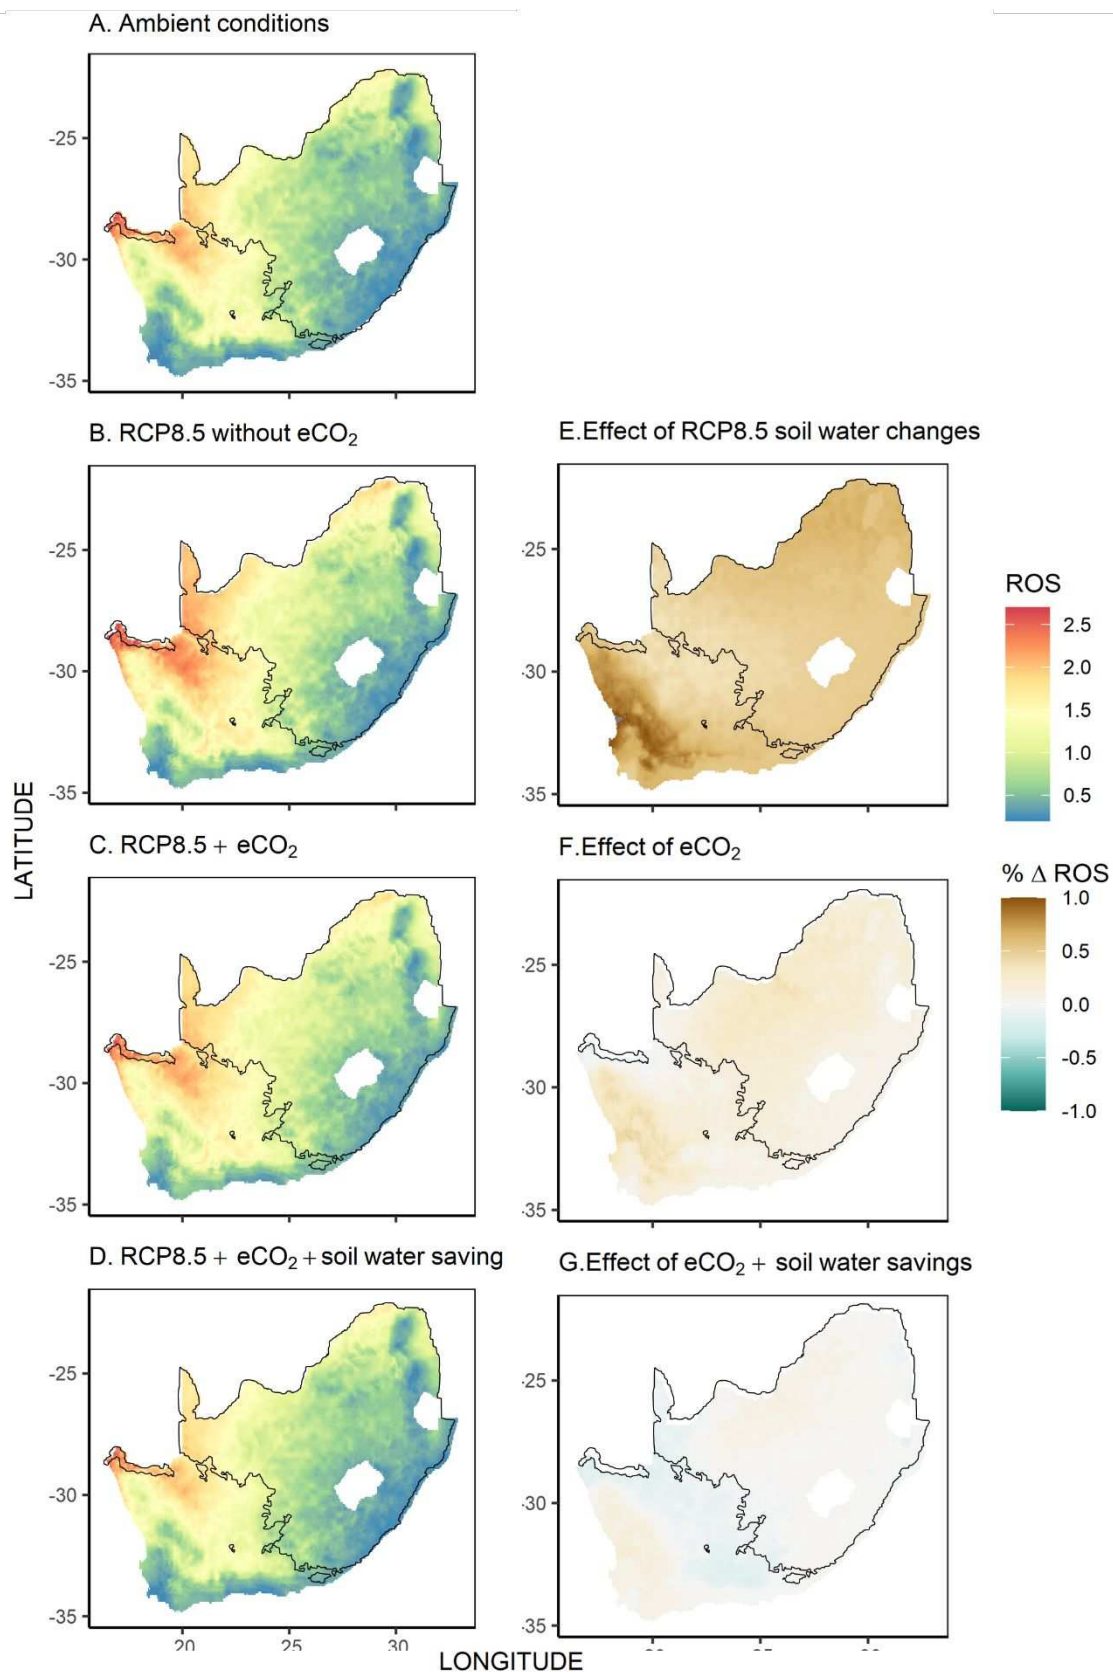 A. Ambient conditions
-25
-30
-35
B. RCP8.5 without eCO₂
-25
-30
-35
E.Effect of RCP8.5 soil water changes
.25
.30
.35
ROS
2.5
2.0
1.5
1.0
0.5
LATITUDE
C. RCP8.5 + eCO₂
-25
-30
-35
F.Effect of eCO₂
.25
.30
.35
% Δ ROS
1.0
0.5
0.0
-0.5
-1.0
D. RCP8.5 + eCO₂ + soil water saving
-25
-30
-35
20 25 30
G.Effect of eCO₂ + soil water savings
.25
.30
.35
LONGITUDE